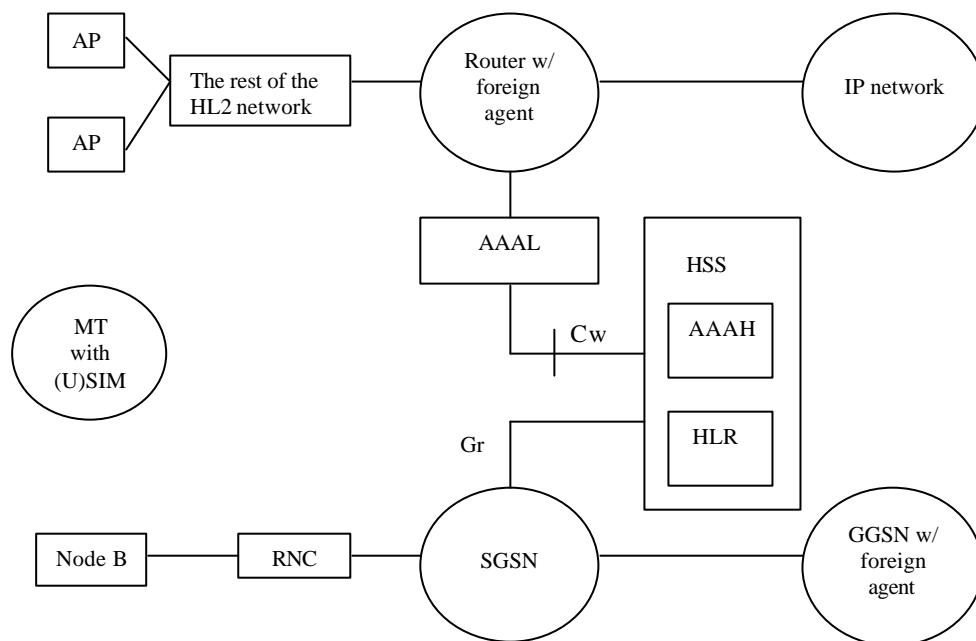 AP
AP
The rest of the
HL2 network
Router w/
foreign
agent
IP network
AAAL
HSS
AAAH
HLR
Cw
Gr
MT
with
(U)SIM
Node B
RNC
SGSN
GGSN w/
foreign
agent